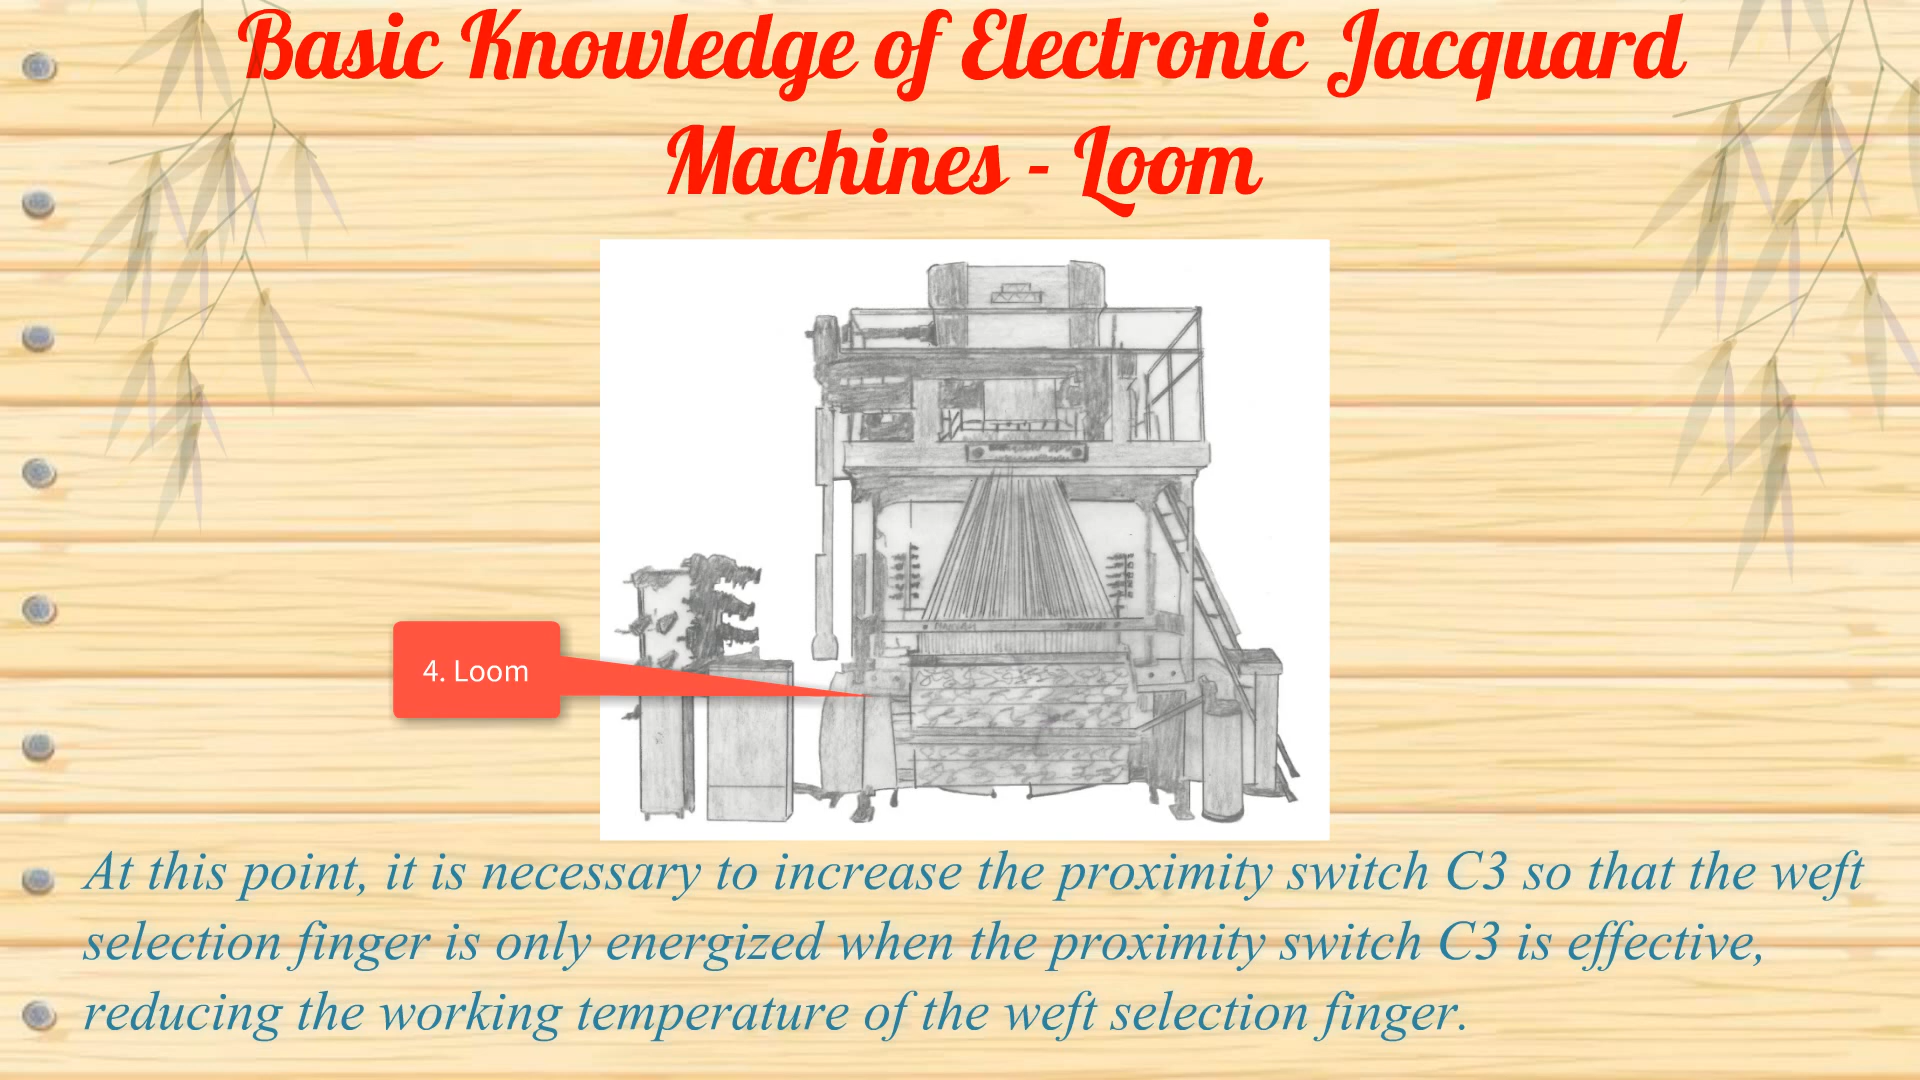 Basic Knowledge of Electronic Jacquard
Machines - Loom
4. Loom
At this point, it is necessary to increase the proximity switch C3 so that the weft
selection finger is only energized when the proximity switch C3 is effective,
reducing the working temperature of the weft selection finger.